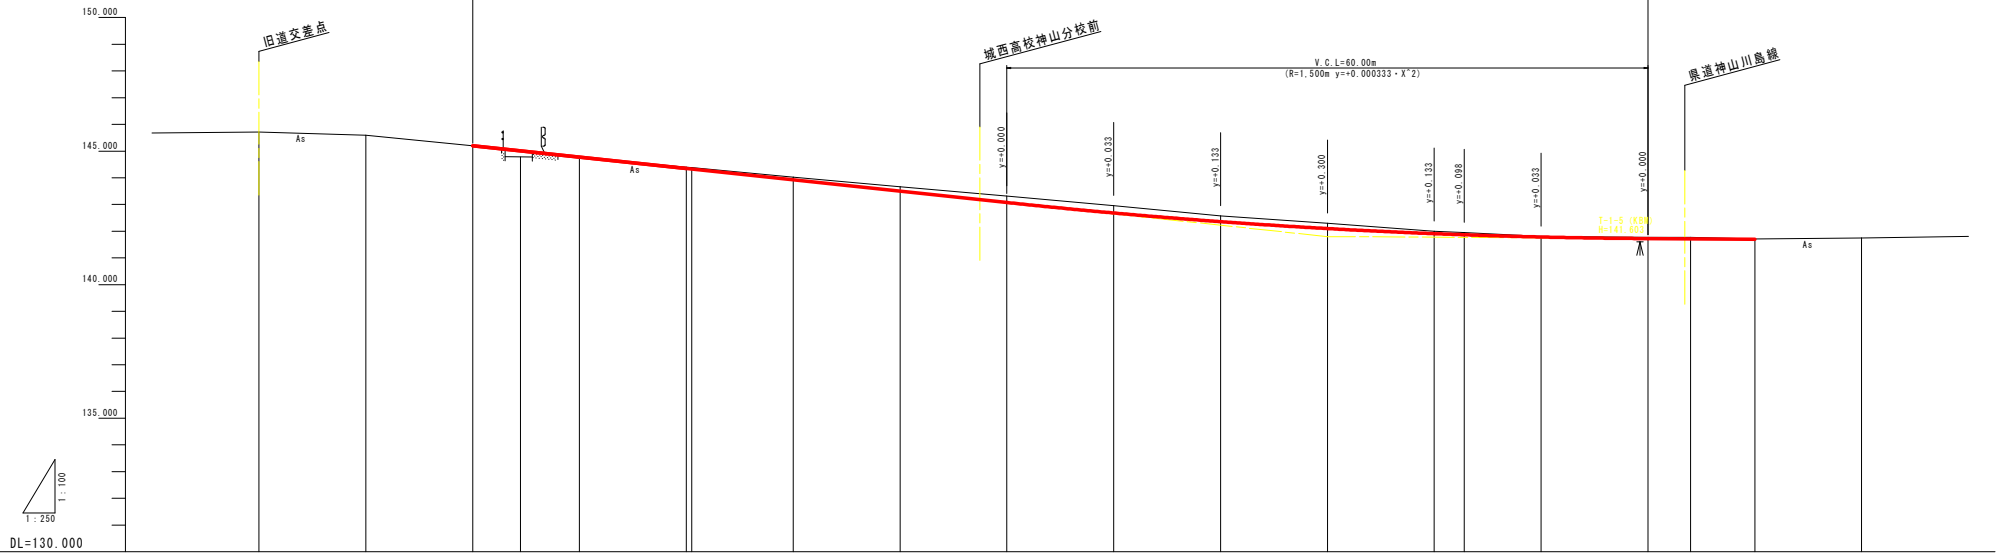 150.000
旧道交差点
城西高校神山分校前
V.C.L=60.00m
(R=1,500m y=+0.000333・X^2)
県道神山川島線
As
145.000
As
y=+0.000
y=+0.033
y=+0.133
y=+0.300
y=+0.133
y=+0.098
y=+0.033
y=+0.000
As
140.000
135.000
1:100
1:250
DL=130.000